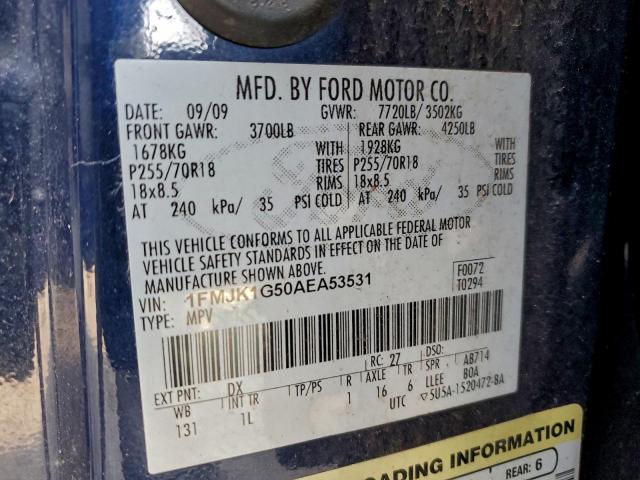 MFD. BY FORD MOTOR CO.
DATE: 09/09 GVWR: 7720LB/ 3502KG
FRONT GAWR: 3700LB REAR GAWR: 4250LB
1678KG WITH 1928KG WITH
P255/70R18 TIRES P255/70R18 TIRES
18x8.5 RIMS 18x8.5 RIMS
AT 240 kPa/ 35 PSI COLD AT 240 kPa/ 35 PSI COLD
THIS VEHICLE CONFORMS TO ALL APPLICABLE FEDERAL MOTOR
VEHICLE SAFETY STANDARDS IN EFFECT ON THE DATE OF
MANUFACTURE SHOWN ABOVE.
VIN: 1FMJK1G50AEA53531 F0072
TYPE: MPV T0294
RC: 27 DSO:
EXT PNT: DX TP/PS R AXLE TR SPR AB714
WB INT TR 1 16 6 LLEE BOA
131 1L UTC 5U5A-1520472-BA
LOADING INFORMATION
REAR: 6